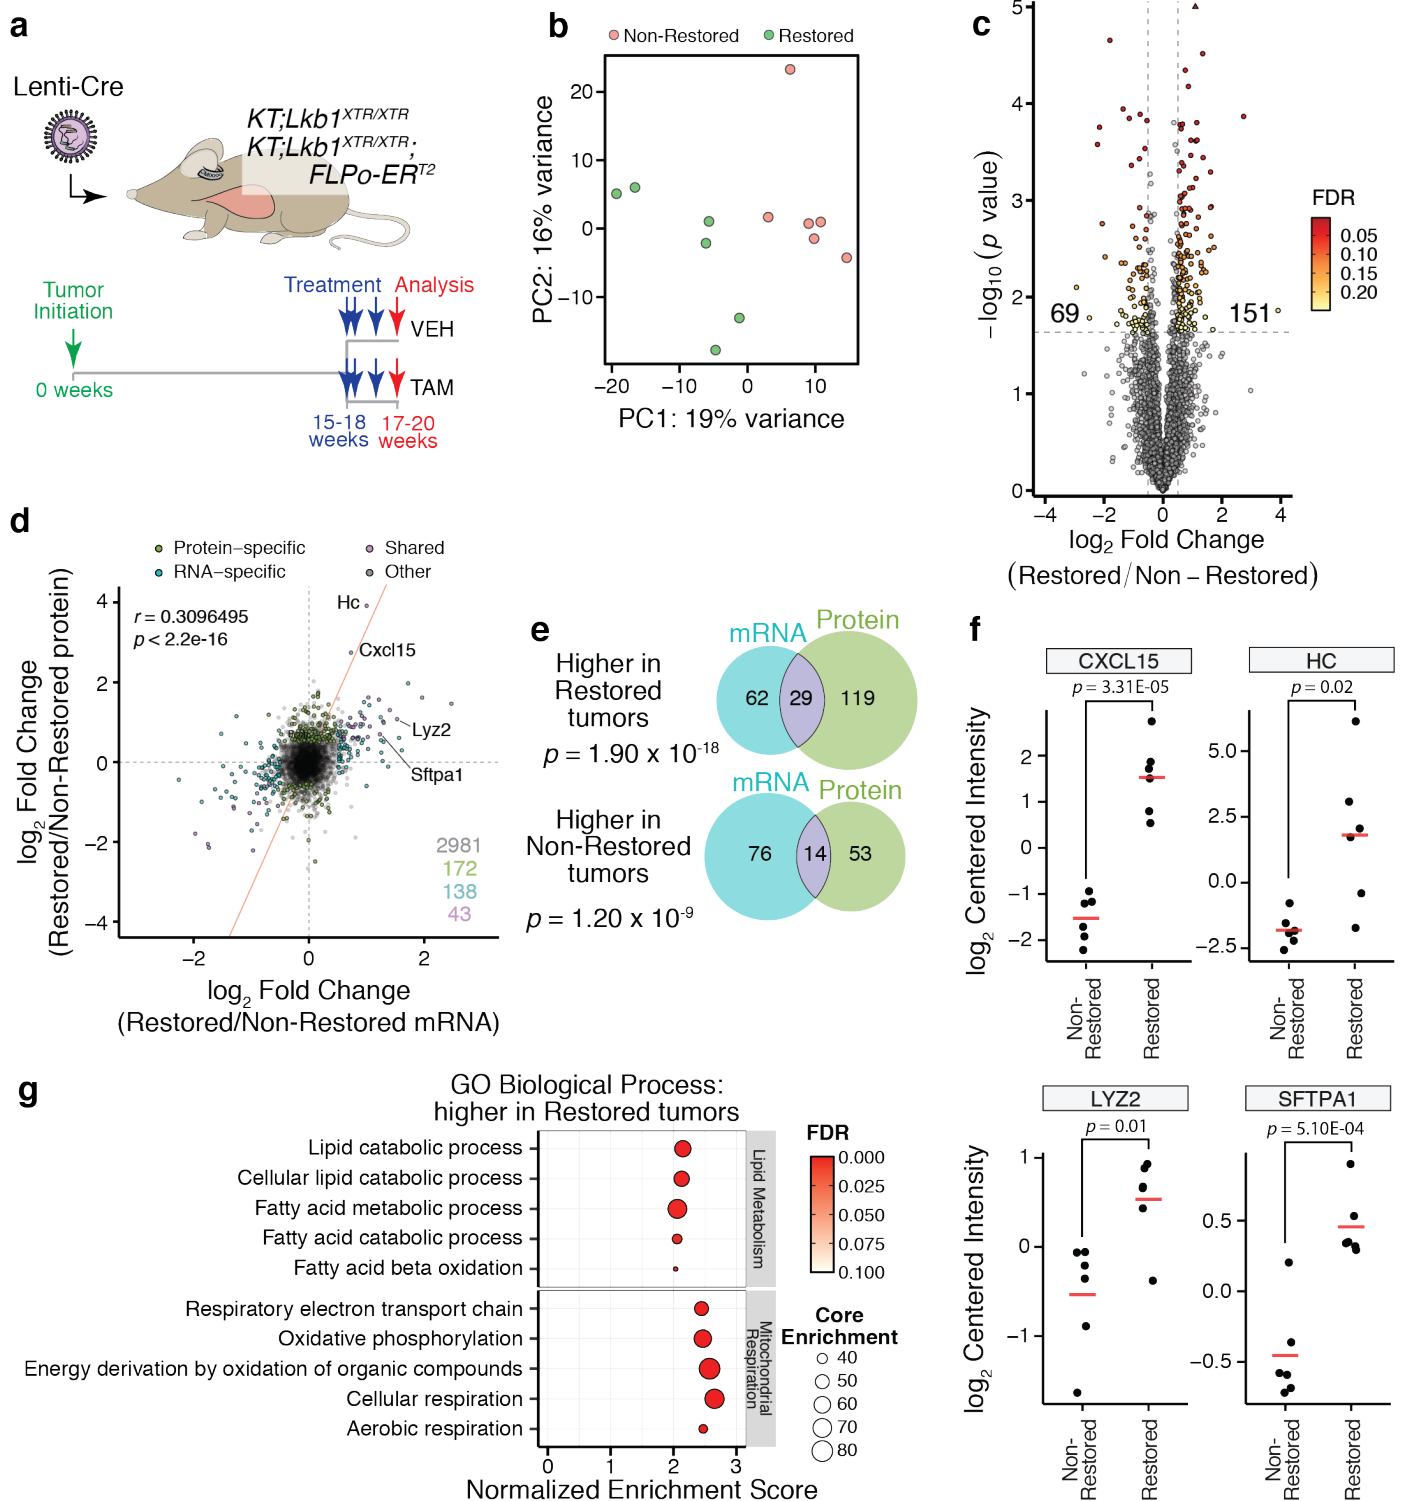 a
Lenti-Cre
KT;Lkb1XTR/XTR
KT;Lkb1XTR/XTR;
FLPo-ERT2
Tumor
Initiation
0 weeks
Treatment
Analysis
VEH
TAM
15-18
weeks
17-20
weeks
b
Non-Restored
Restored
20
10
0
−10
PC2: 16% variance
−20
−10
0
10
PC1: 19% variance
c
5
4
3
2
1
0
−log10 (p value)
69
151
−4
−2
0
2
4
log2 Fold Change
(Restored/Non−Restored)
FDR
0.05
0.10
0.15
0.20
d
Protein−specific
RNA−specific
Shared
Other
r = 0.3096495
p < 2.2e-16
Hc
Cxcl15
Lyz2
Sftpa1
2981
172
138
43
4
2
0
−2
−4
log2 Fold Change
(Restored/Non-Restored protein)
−2
0
2
log2 Fold Change
(Restored/Non-Restored mRNA)
e
mRNA
Protein
Higher in
Restored
tumors
62
29
119
p = 1.90 x 10-18
mRNA
Protein
Higher in
Non-Restored
tumors
76
14
53
p = 1.20 x 10-9
f
CXCL15
p = 3.31E-05
2
1
0
−1
−2
log2 Centered Intensity
Non-
Restored
Restored
HC
p = 0.02
5.0
2.5
0.0
−2.5
Non-
Restored
Restored
LYZ2
p = 0.01
1
0
−1
log2 Centered Intensity
Non-
Restored
Restored
SFTPA1
p = 5.10E-04
0.5
0.0
−0.5
Non-
Restored
Restored
g
GO Biological Process:
higher in Restored tumors
Lipid catabolic process
Cellular lipid catabolic process
Fatty acid metabolic process
Fatty acid catabolic process
Fatty acid beta oxidation
Lipid Metabolism
Respiratory electron transport chain
Oxidative phosphorylation
Energy derivation by oxidation of organic compounds
Cellular respiration
Aerobic respiration
Mitochondrial
Respiration
0
1
2
3
Normalized Enrichment Score
FDR
0.000
0.025
0.050
0.075
0.100
Core
Enrichment
40
50
60
70
80